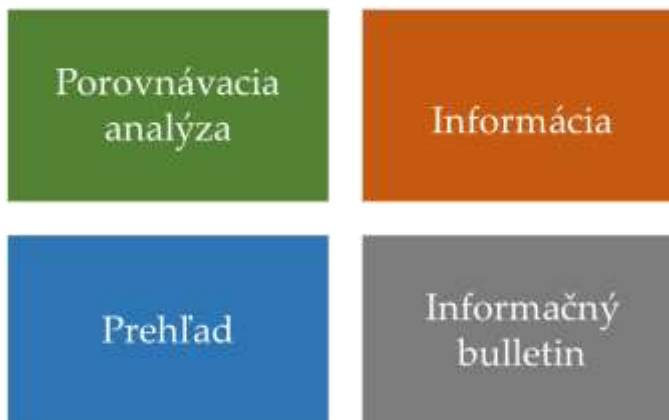 Porovnávacia
analýza
Informácia
Prehľad
Informačný
bulletin